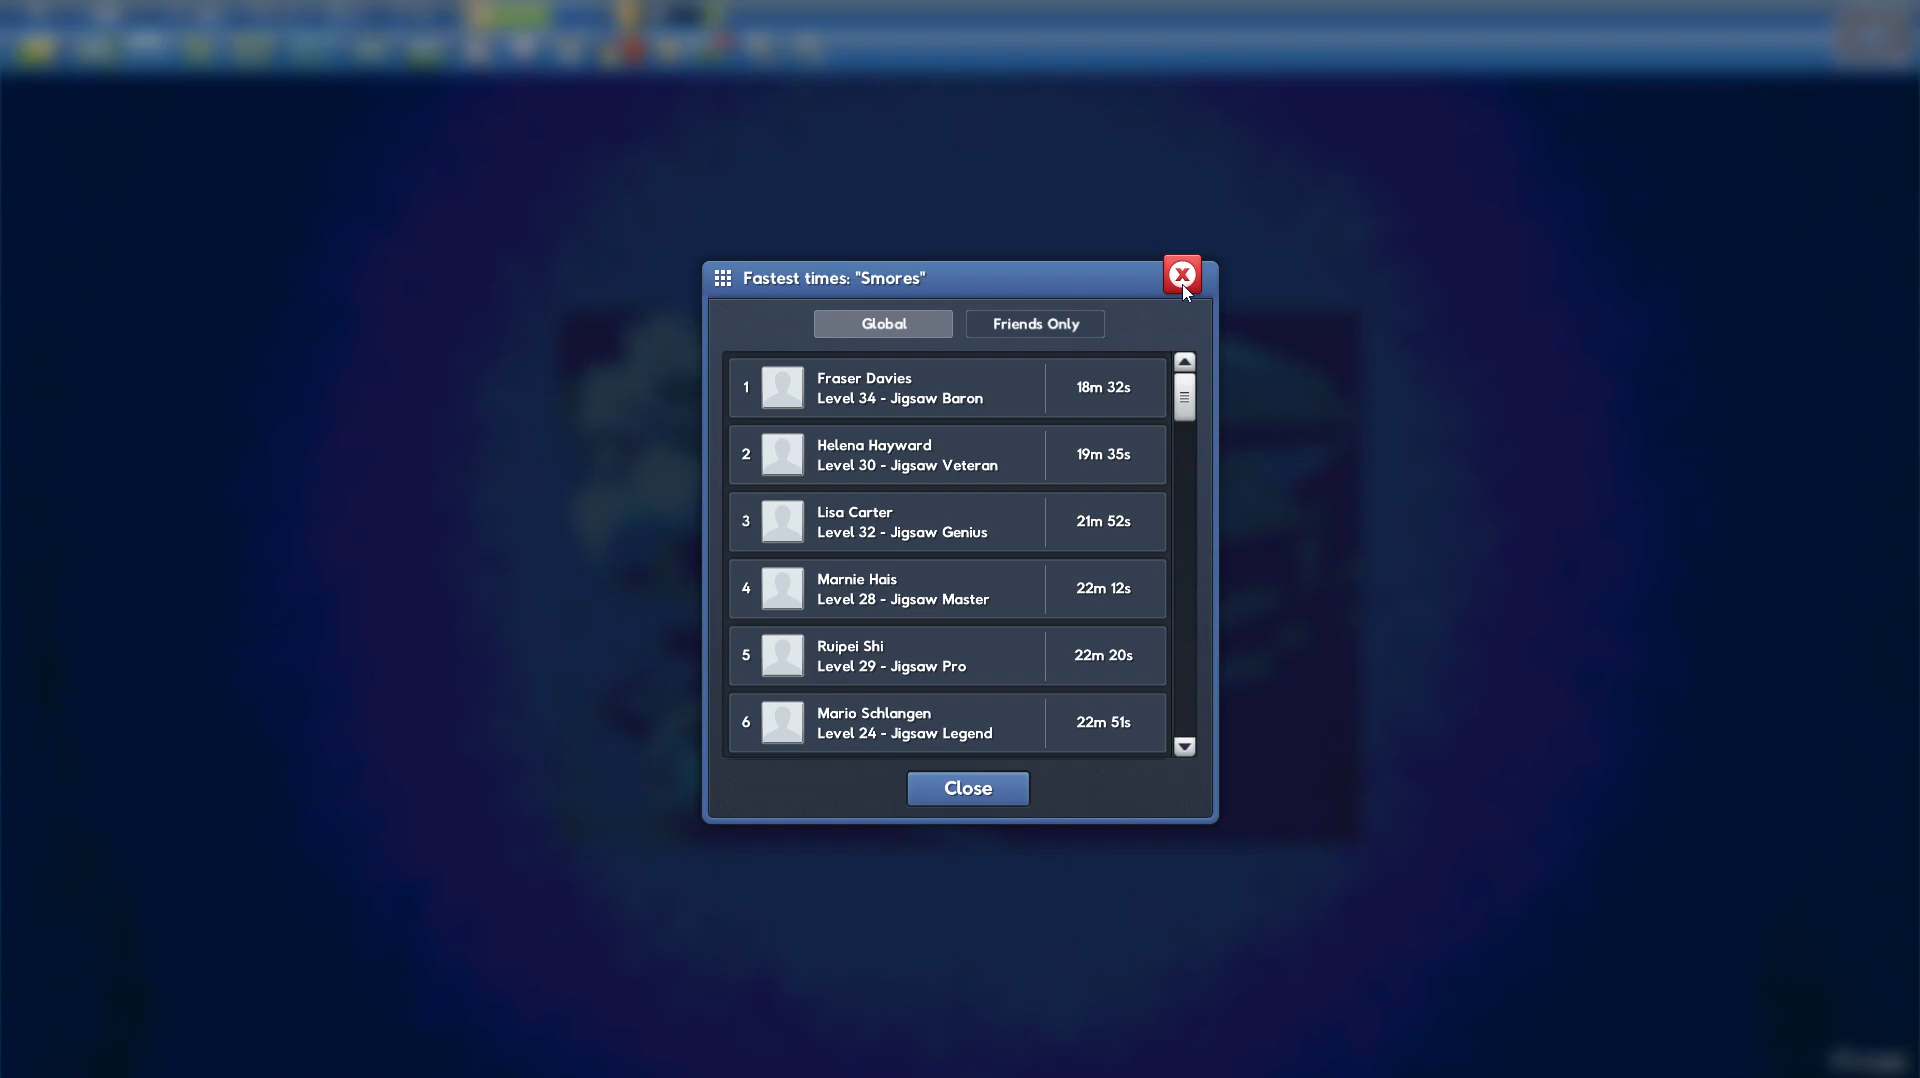 Fastest times: "Smores"
Global
Friends Only
1
Fraser Davies
Level 34 - Jigsaw Baron
18m 32s
2
Helena Hayward
Level 30 - Jigsaw Veteran
19m 35s
3
Lisa Carter
Level 32 - Jigsaw Genius
21m 52s
4
Marnie Hais
Level 28 - Jigsaw Master
22m 12s
5
Ruipei Shi
Level 29 - Jigsaw Pro
22m 20s
6
Mario Schlangen
Level 24 - Jigsaw Legend
22m 51s
Close